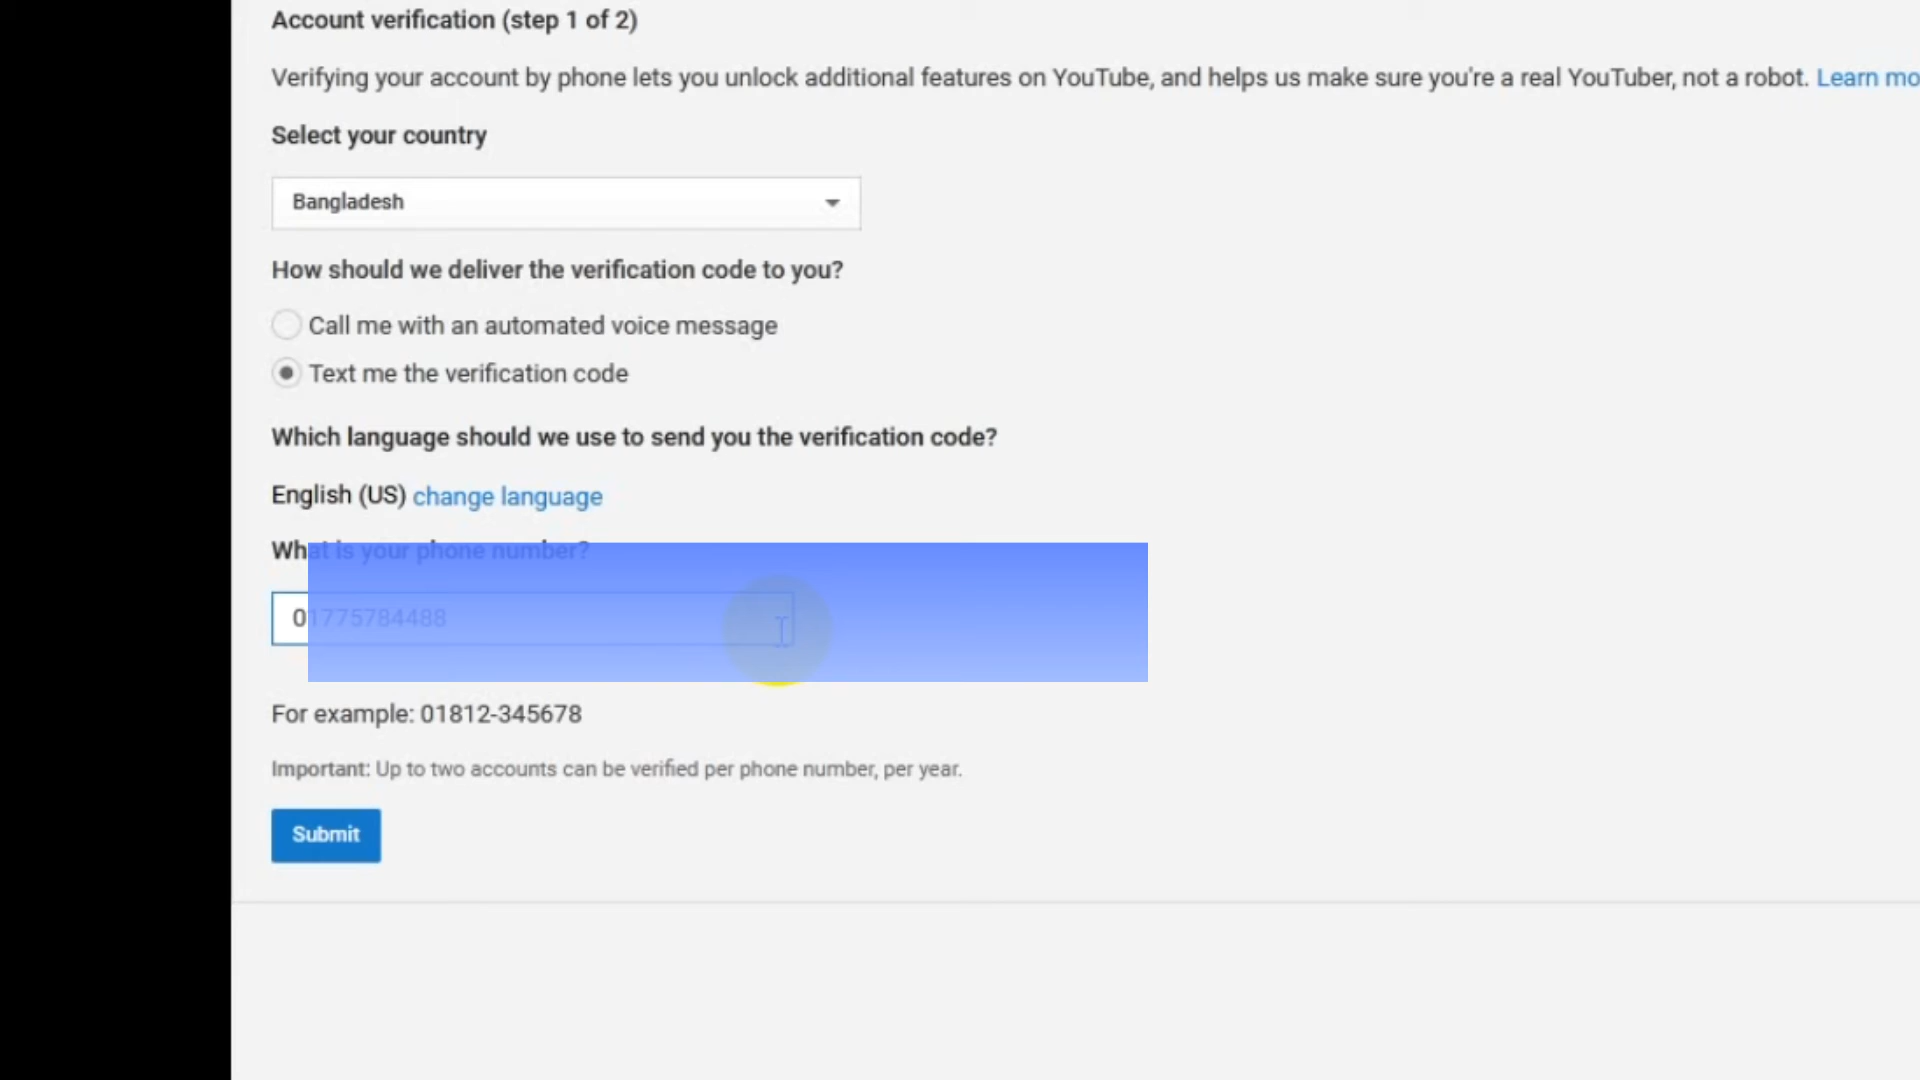 Account verification (step 1 of 2)
Verifying your account by phone lets you unlock additional features on YouTube, and helps us make sure you're a real YouTuber, not a robot. Learn mo
Select your country
Bangladesh
How should we deliver the verification code to you?
Call me with an automated voice message
Text me the verification code
Which language should we use to send you the verification code?
English (US) change language
What is your phone number?
0
For example: 01812-345678
Important: Up to two accounts can be verified per phone number, per year.
Submit